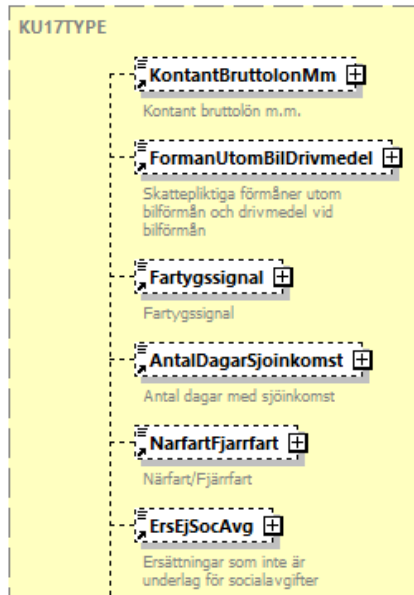 KU17TYPE
KontantBruttolonMm
Kontant bruttolön m.m.
FormanUtomBilDrivmedel
Skattepliktiga förmåner utom
bilförmån och drivmedel vid
bilförmån
Fartygssignal
Fartygssignal
AntalDagarSjoinkomst
Antal dagar med sjöinkomst
NarfartFjarrfart
Närfart/Fjärrfart
ErsEjSocAvg
Ersättningar som inte är
underlag för socialavgifter